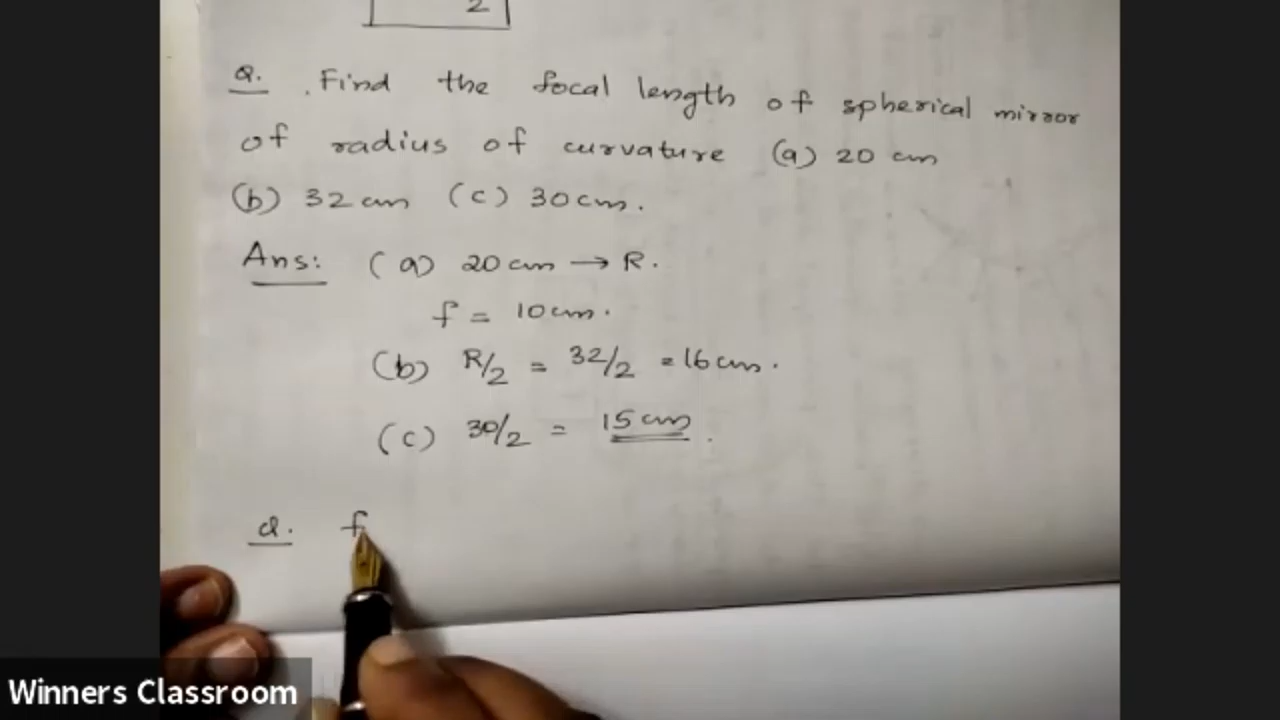 2
Q. Find the focal length of spherical mirror
of radius of curvature (a) 20 cm
(b) 32 cm (c) 30 cm.
Ans: (a) 20 cm → R.
f = 10 cm.
(b) R/2 = 32/2 = 16 cm.
(c) 30/2 = 15 cm.
Q. f
Winners Classroom